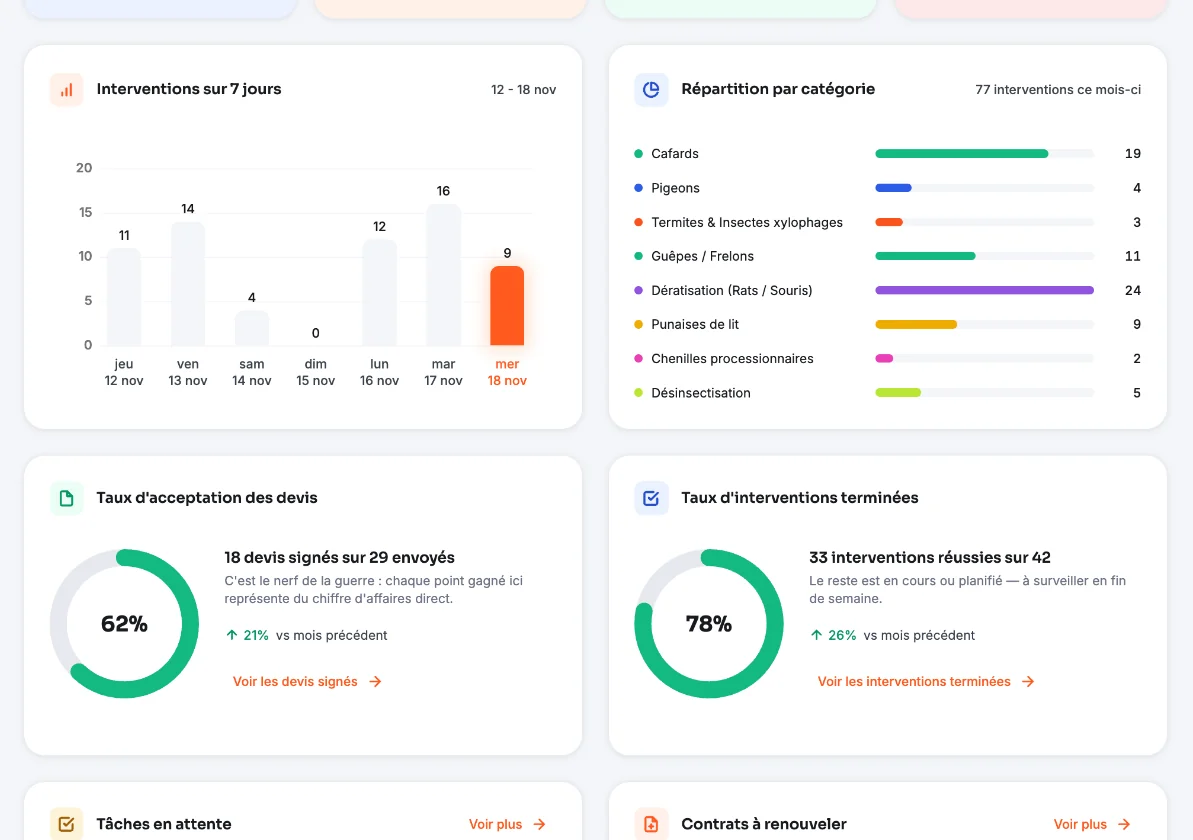 Interventions sur 7 jours
12 - 18 nov
20
15
10
5
0
11
14
4
0
12
16
9
jeu
12 nov
ven
13 nov
sam
14 nov
dim
15 nov
lun
16 nov
mar
17 nov
mer
18 nov
Répartition par catégorie
77 interventions ce mois-ci
Cafards 19
Pigeons 4
Termites & Insectes xylophages 3
Guêpes / Frelons 11
Dératisation (Rats / Souris) 24
Punaises de lit 9
Chenilles processionnaires 2
Désinsectisation 5
Taux d'acceptation des devis
62%
18 devis signés sur 29 envoyés
C'est le nerf de la guerre : chaque point gagné ici
représente du chiffre d'affaires direct.
↑ 21% vs mois précédent
Voir les devis signés →
Taux d'interventions terminées
78%
33 interventions réussies sur 42
Le reste est en cours ou planifié — à surveiller en fin
de semaine.
↑ 26% vs mois précédent
Voir les interventions terminées →
Tâches en attente
Voir plus →
Contrats à renouveler
Voir plus →